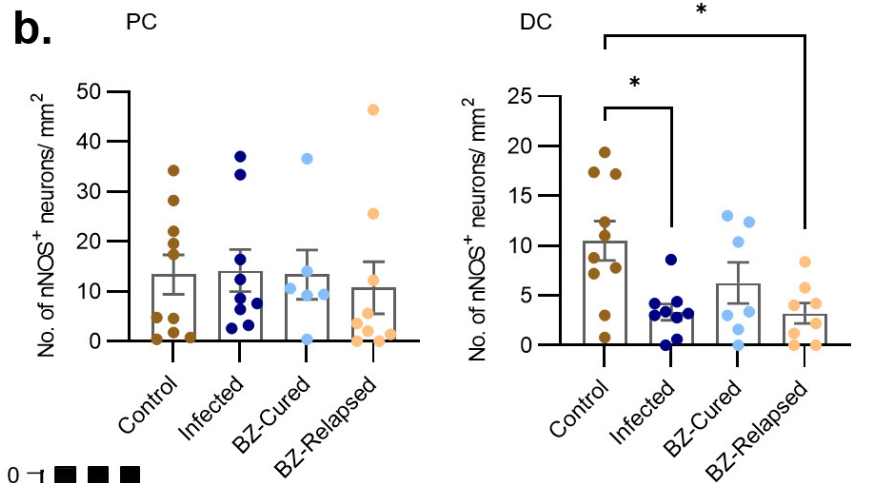 b.
PC
No. of nNOS⁺ neurons/ mm²
50
40
30
20
10
0
Control
Infected
BZ-Cured
BZ-Relapsed
DC
No. of nNOS⁺ neurons/ mm²
25
20
15
10
5
0
*
*
Control
Infected
BZ-Cured
BZ-Relapsed
0